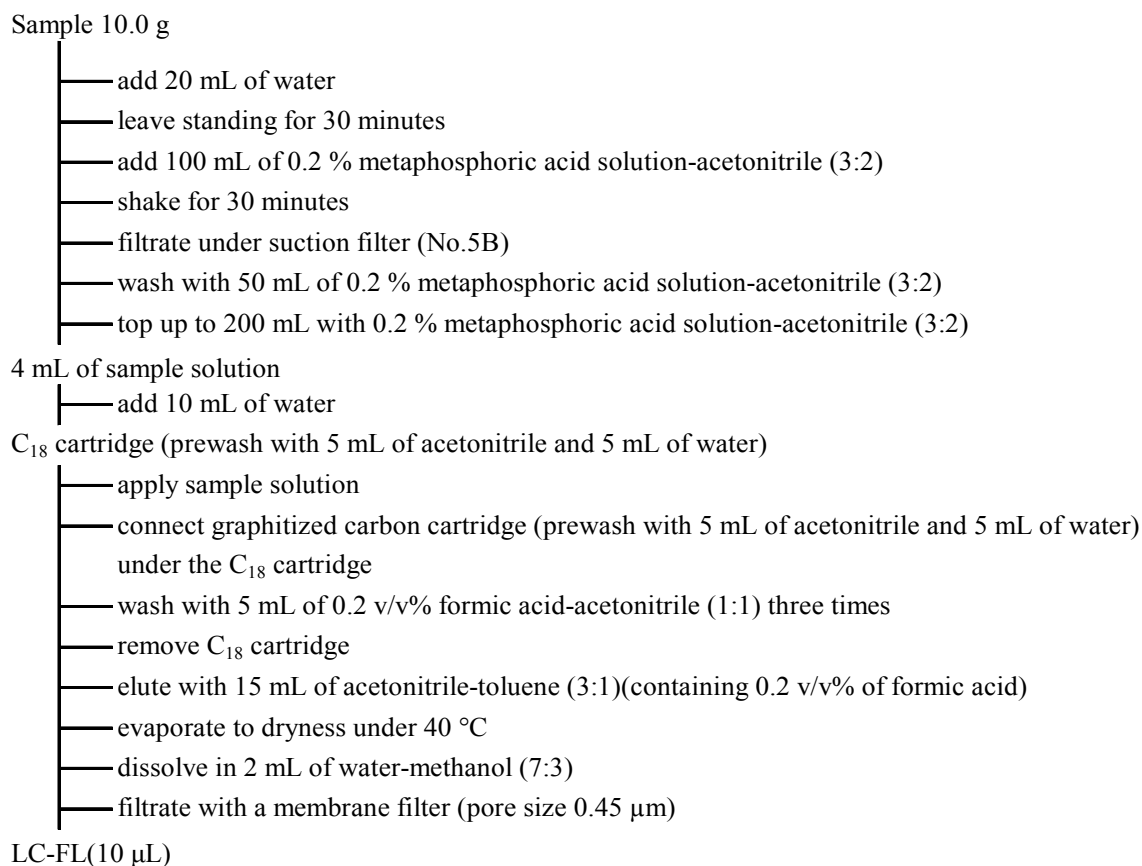 Sample 10.0 g
add 20 mL of water
leave standing for 30 minutes
add 100 mL of 0.2 % metaphosphoric acid solution-acetonitrile (3:2)
shake for 30 minutes
filtrate under suction filter (No.5B)
wash with 50 mL of 0.2 % metaphosphoric acid solution-acetonitrile (3:2)
top up to 200 mL with 0.2 % metaphosphoric acid solution-acetonitrile (3:2)
4 mL of sample solution
add 10 mL of water
C₁₈ cartridge (prewash with 5 mL of acetonitrile and 5 mL of water)
apply sample solution
connect graphitized carbon cartridge (prewash with 5 mL of acetonitrile and 5 mL of water)
under the C₁₈ cartridge
wash with 5 mL of 0.2 v/v% formic acid-acetonitrile (1:1) three times
remove C₁₈ cartridge
elute with 15 mL of acetonitrile-toluene (3:1)(containing 0.2 v/v% of formic acid)
evaporate to dryness under 40 °C
dissolve in 2 mL of water-methanol (7:3)
filtrate with a membrane filter (pore size 0.45 µm)
LC-FL(10 µL)